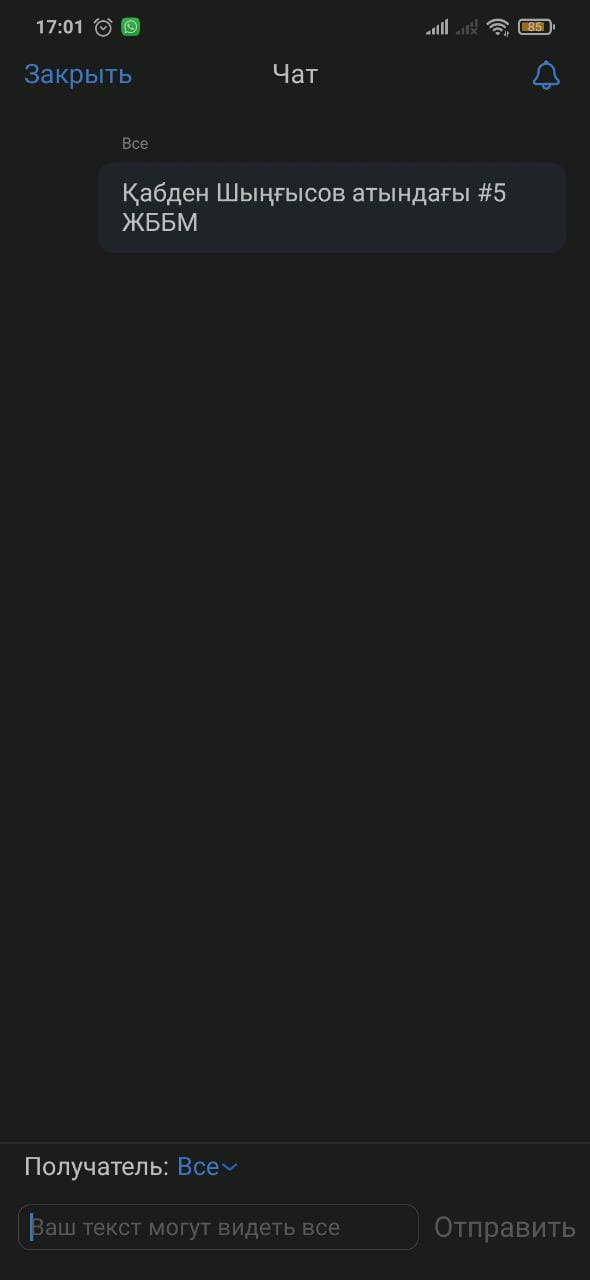 17:01
85
Закрыть
Чат
Все
Қабден Шыңғысов атындағы #5
ЖББМ
Получатель: Все
Ваш текст могут видеть все
Отправить